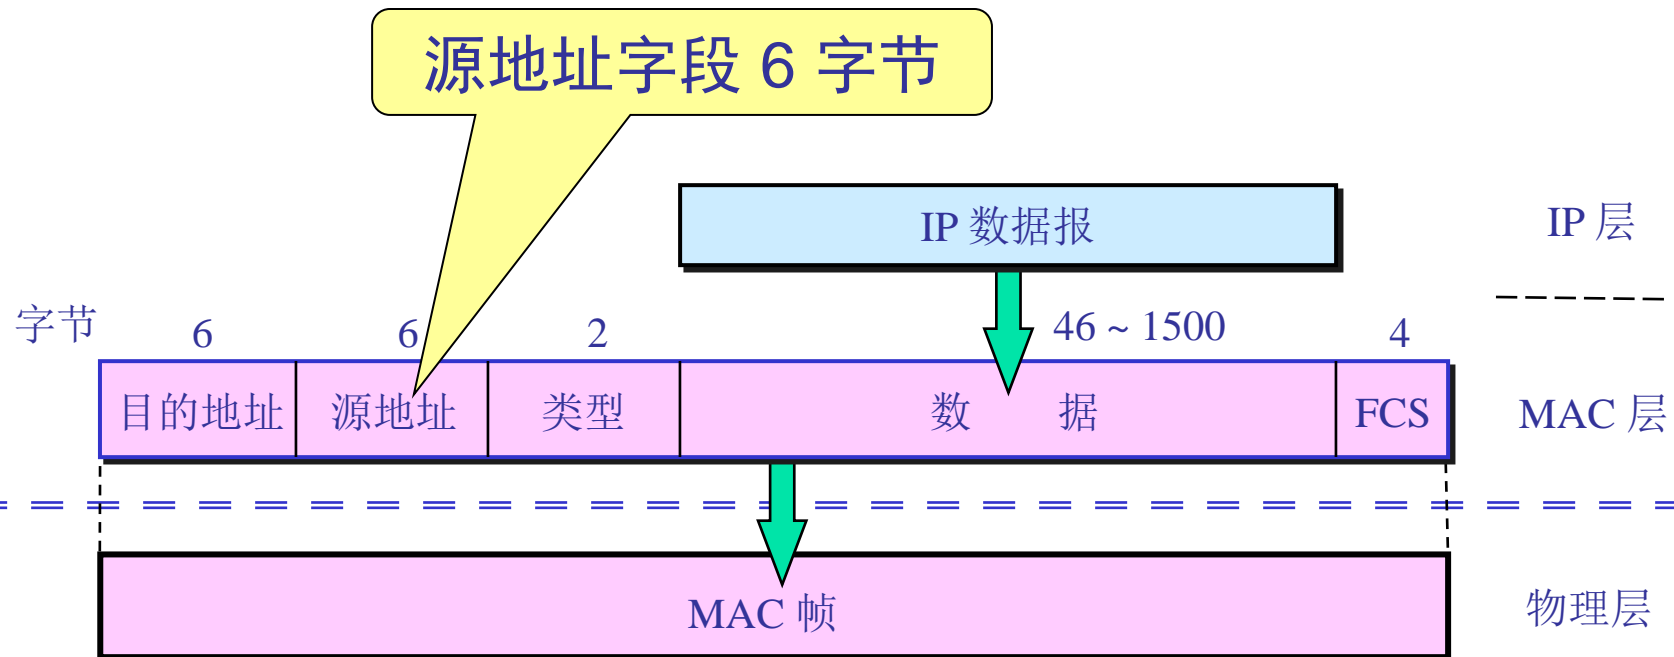 源地址字段 6 字节
IP 数据报
IP 层
字节 6 6 2 46 ~ 1500 4
目的地址 源地址 类型 数 据 FCS MAC 层
MAC 帧 物理层